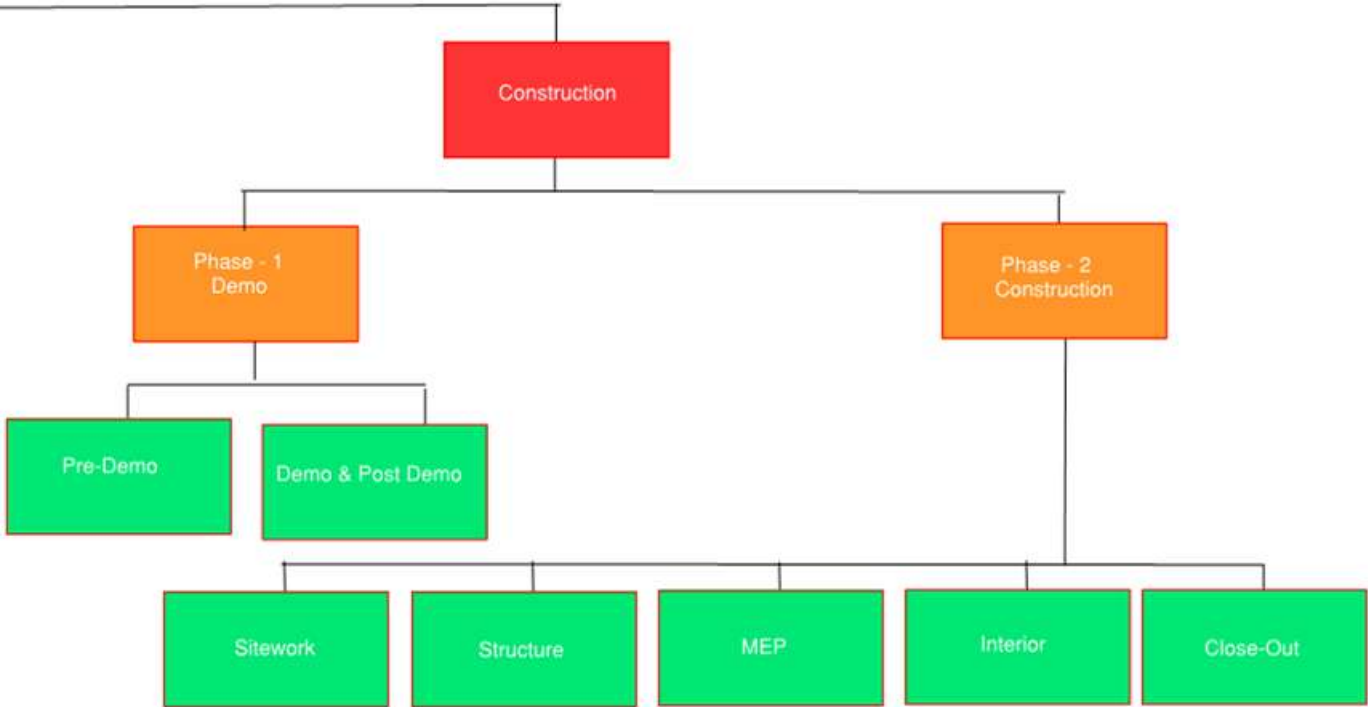 Construction
Phase - 1
Demo
Phase - 2
Construction
Pre-Demo
Demo & Post Demo
Sitework
Structure
MEP
Interior
Close-Out